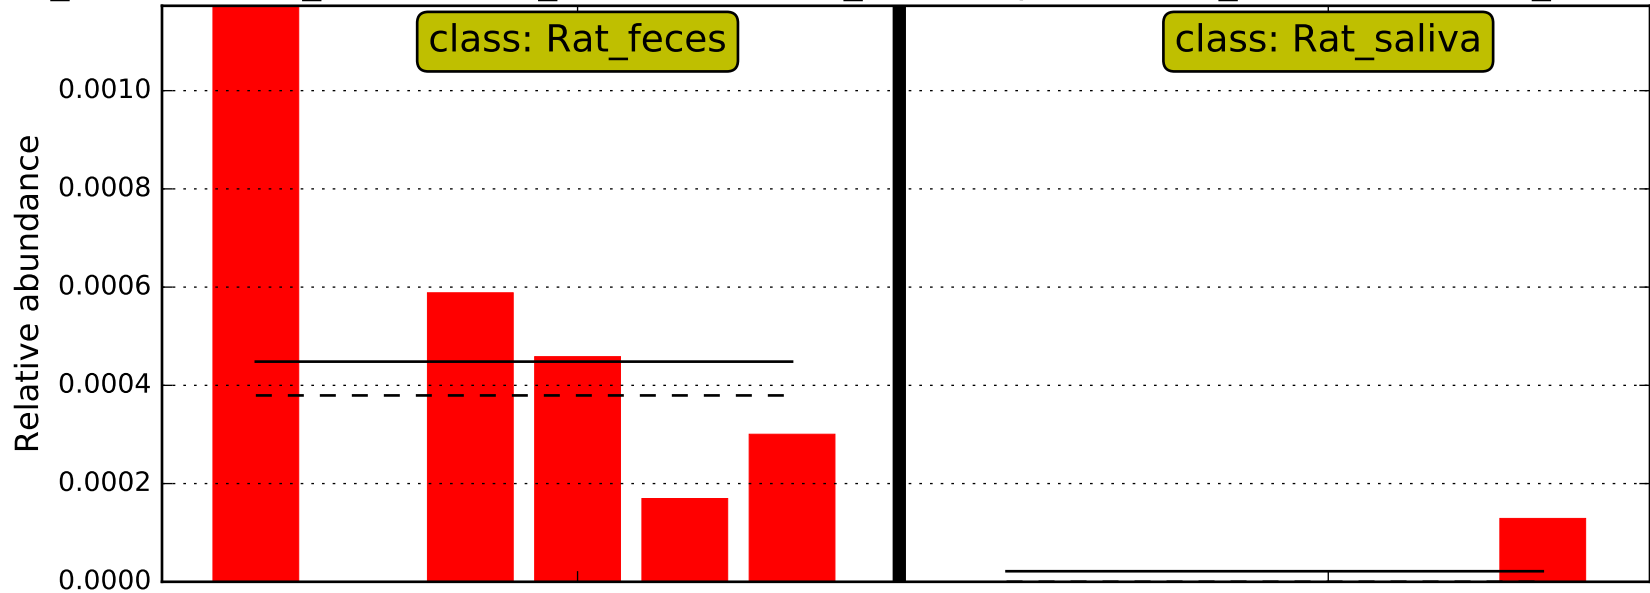 class: Rat_feces
class: Rat_saliva
Relative abundance
0.0010
0.0008
0.0006
0.0004
0.0002
0.0000